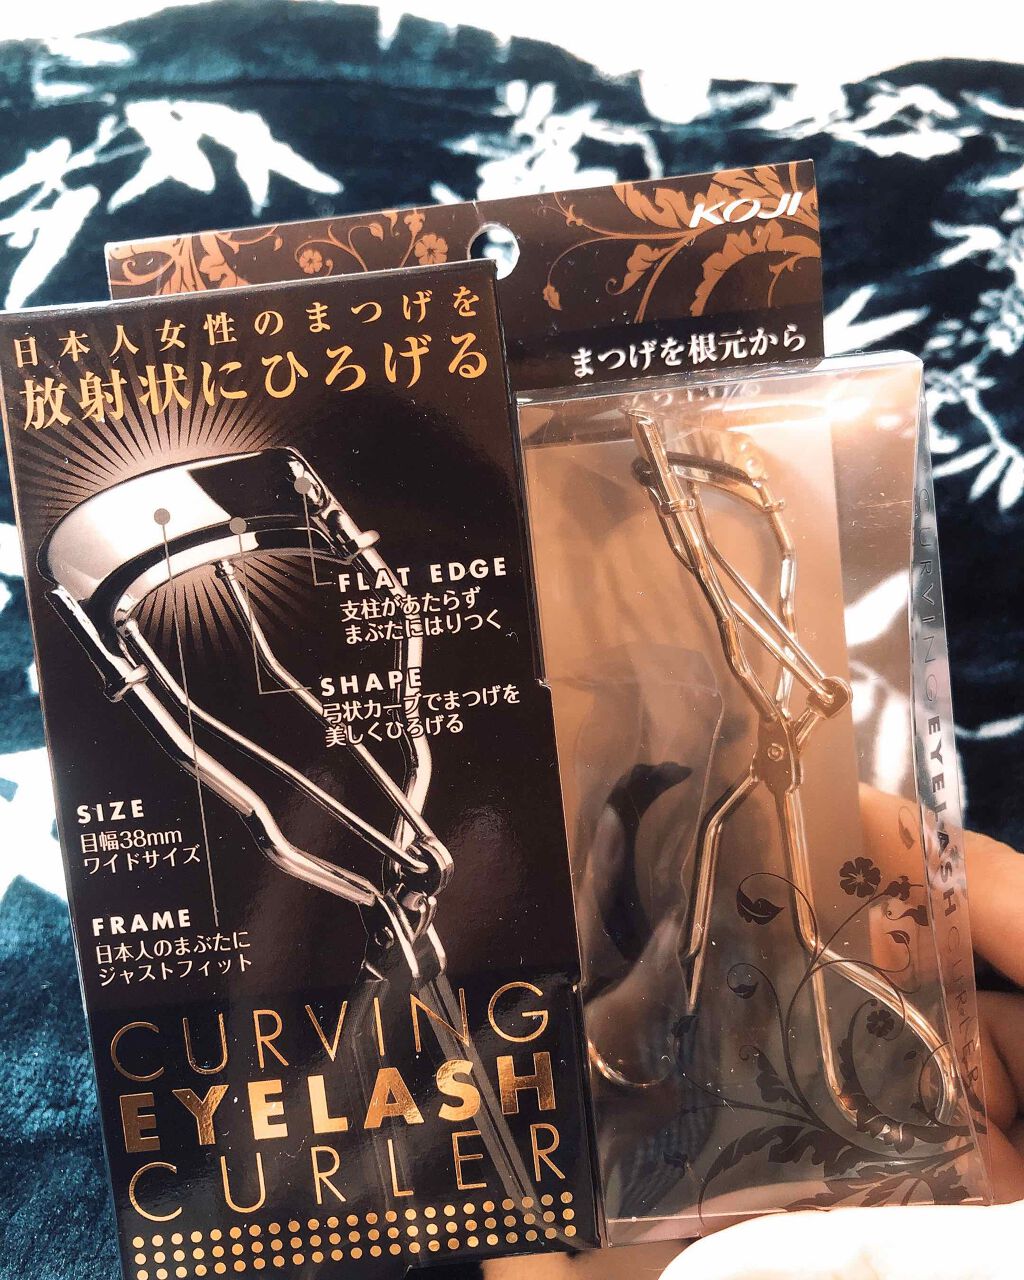 KOJI
まつげを根元から
日本人女性のまつげを
放射状にひろげる
FLAT EDGE
支柱があたらず
まぶたにはりつく
SHAPE
弓状カーブでまつげを
美しくひろげる
SIZE
目幅38mm
ワイドサイズ
FRAME
日本人のまぶたに
ジャストフィット
CURVING
EYELASH
CURLER
CURVING EYELASH CURLER